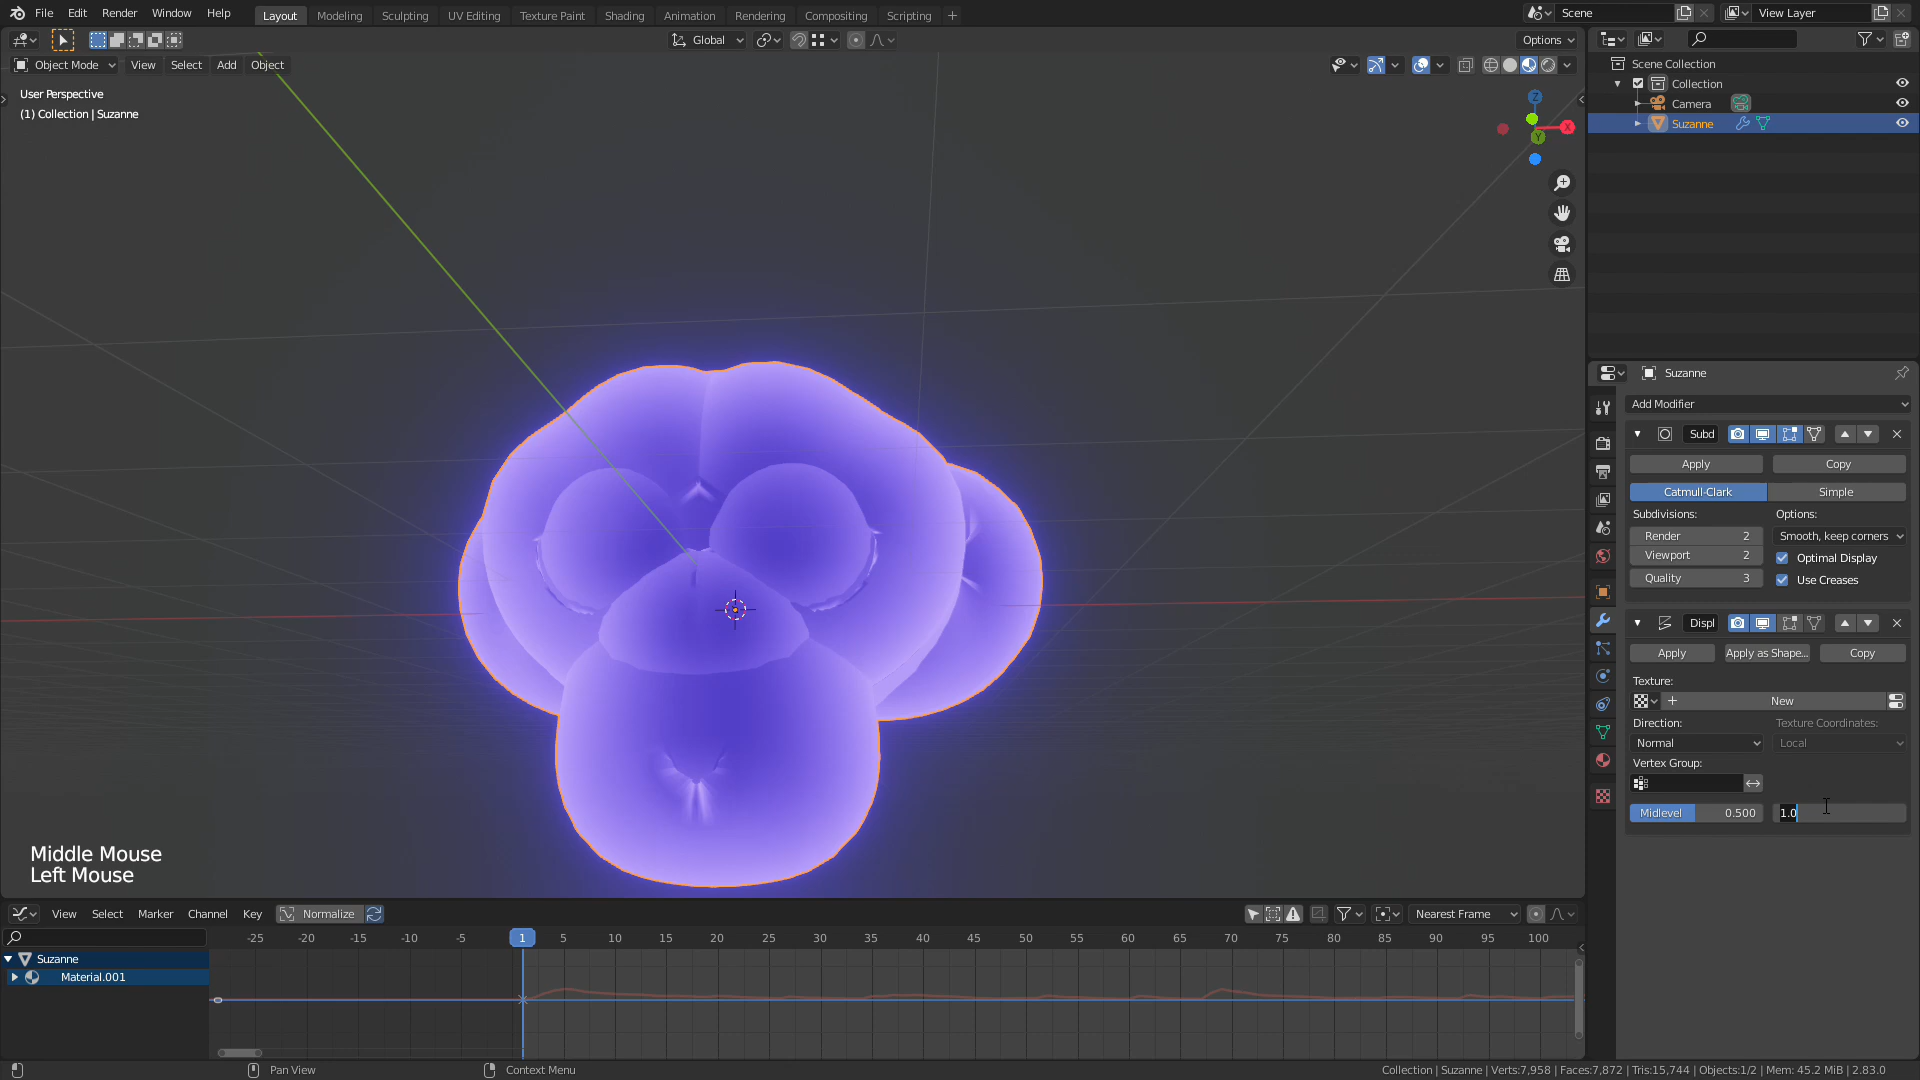 File Edit Render Window Help Layout Modeling Sculpting UV Editing Texture Paint Shading Animation Rendering Compositing Scripting + Scene View Layer
Global Options
Object Mode View Select Add Object
User Perspective
(1) Collection | Suzanne
Z
X
Y
Scene Collection
Collection
Camera
Suzanne
Suzanne
Add Modifier
Subd
Apply Copy
Catmull-Clark Simple
Subdivisions: Options:
Render 2 Smooth, keep corners
Viewport 2 Optimal Display
Quality 3 Use Creases
Displ
Apply Apply as Shape... Copy
Texture:
New
Direction: Texture Coordinates:
Normal Local
Vertex Group:
Midlevel 0.500 1.0
Middle Mouse
Left Mouse
View Select Marker Channel Key Normalize Nearest Frame
-25 -20 -15 -10 -5 1 5 10 15 20 25 30 35 40 45 50 55 60 65 70 75 80 85 90 95 100
Suzanne
Material.001
Pan View Context Menu Collection | Suzanne | Verts:7,958 | Faces:7,872 | Tris:15,744 | Objects:1/2 | Mem: 45.2 MiB | 2.83.0